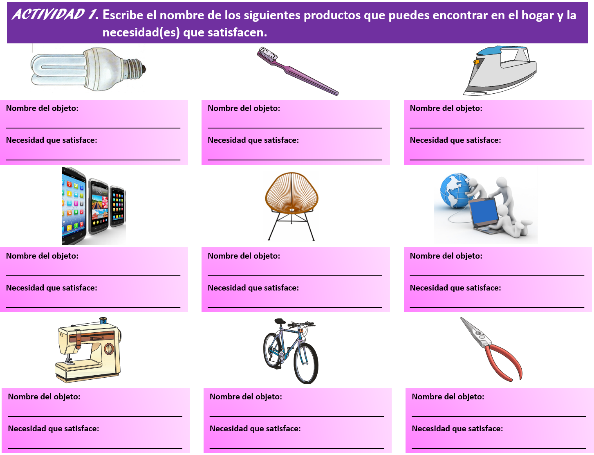 ACTIVIDAD 1. Escribe el nombre de los siguientes productos que puedes encontrar en el hogar y la
necesidad(es) que satisfacen.
Nombre del objeto:
Necesidad que satisface:
Nombre del objeto:
Necesidad que satisface:
Nombre del objeto:
Necesidad que satisface:
Nombre del objeto:
Necesidad que satisface:
Nombre del objeto:
Necesidad que satisface:
Nombre del objeto:
Necesidad que satisface:
Nombre del objeto:
Necesidad que satisface:
Nombre del objeto:
Necesidad que satisface:
Nombre del objeto:
Necesidad que satisface: